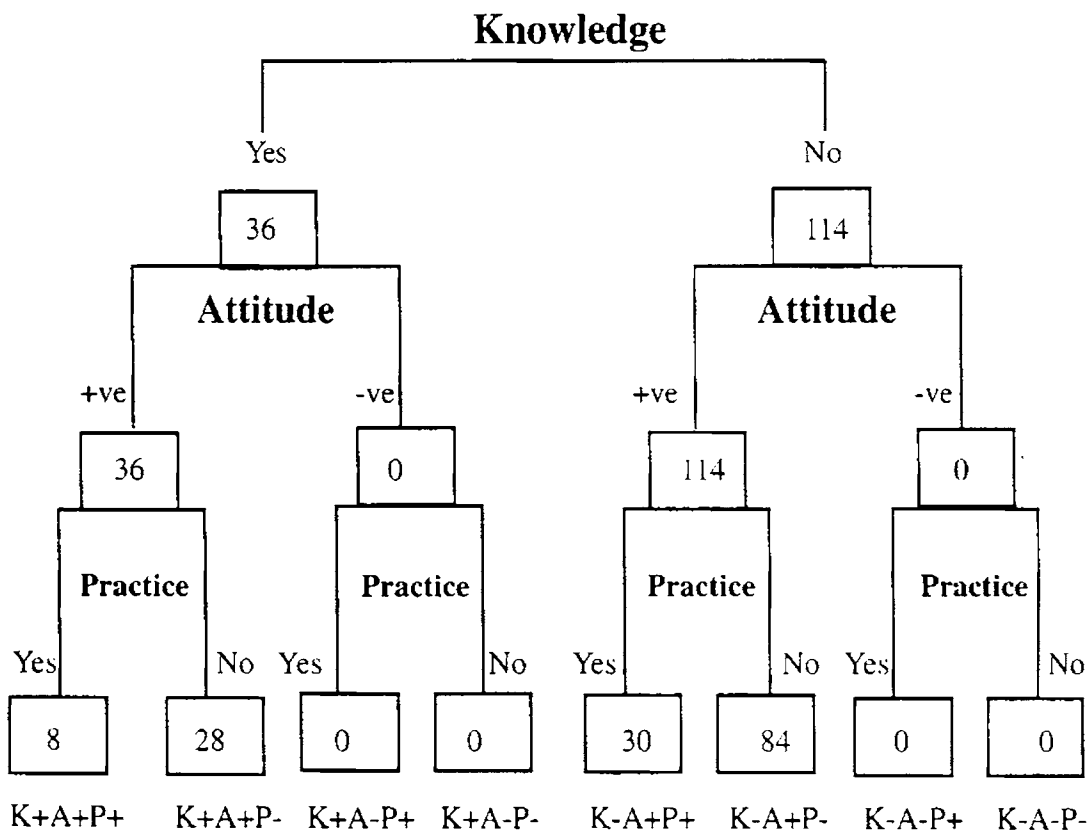 Knowledge
Yes No
36 114
Attitude Attitude
+ve -ve +ve -ve
36 0 114 0
Practice Practice Practice Practice
Yes No Yes No Yes No Yes No
8 28 0 0 30 84 0 0
K+A+P+ K+A+P- K+A-P+ K+A-P- K-A+P+ K-A+P- K-A-P+ K-A-P-